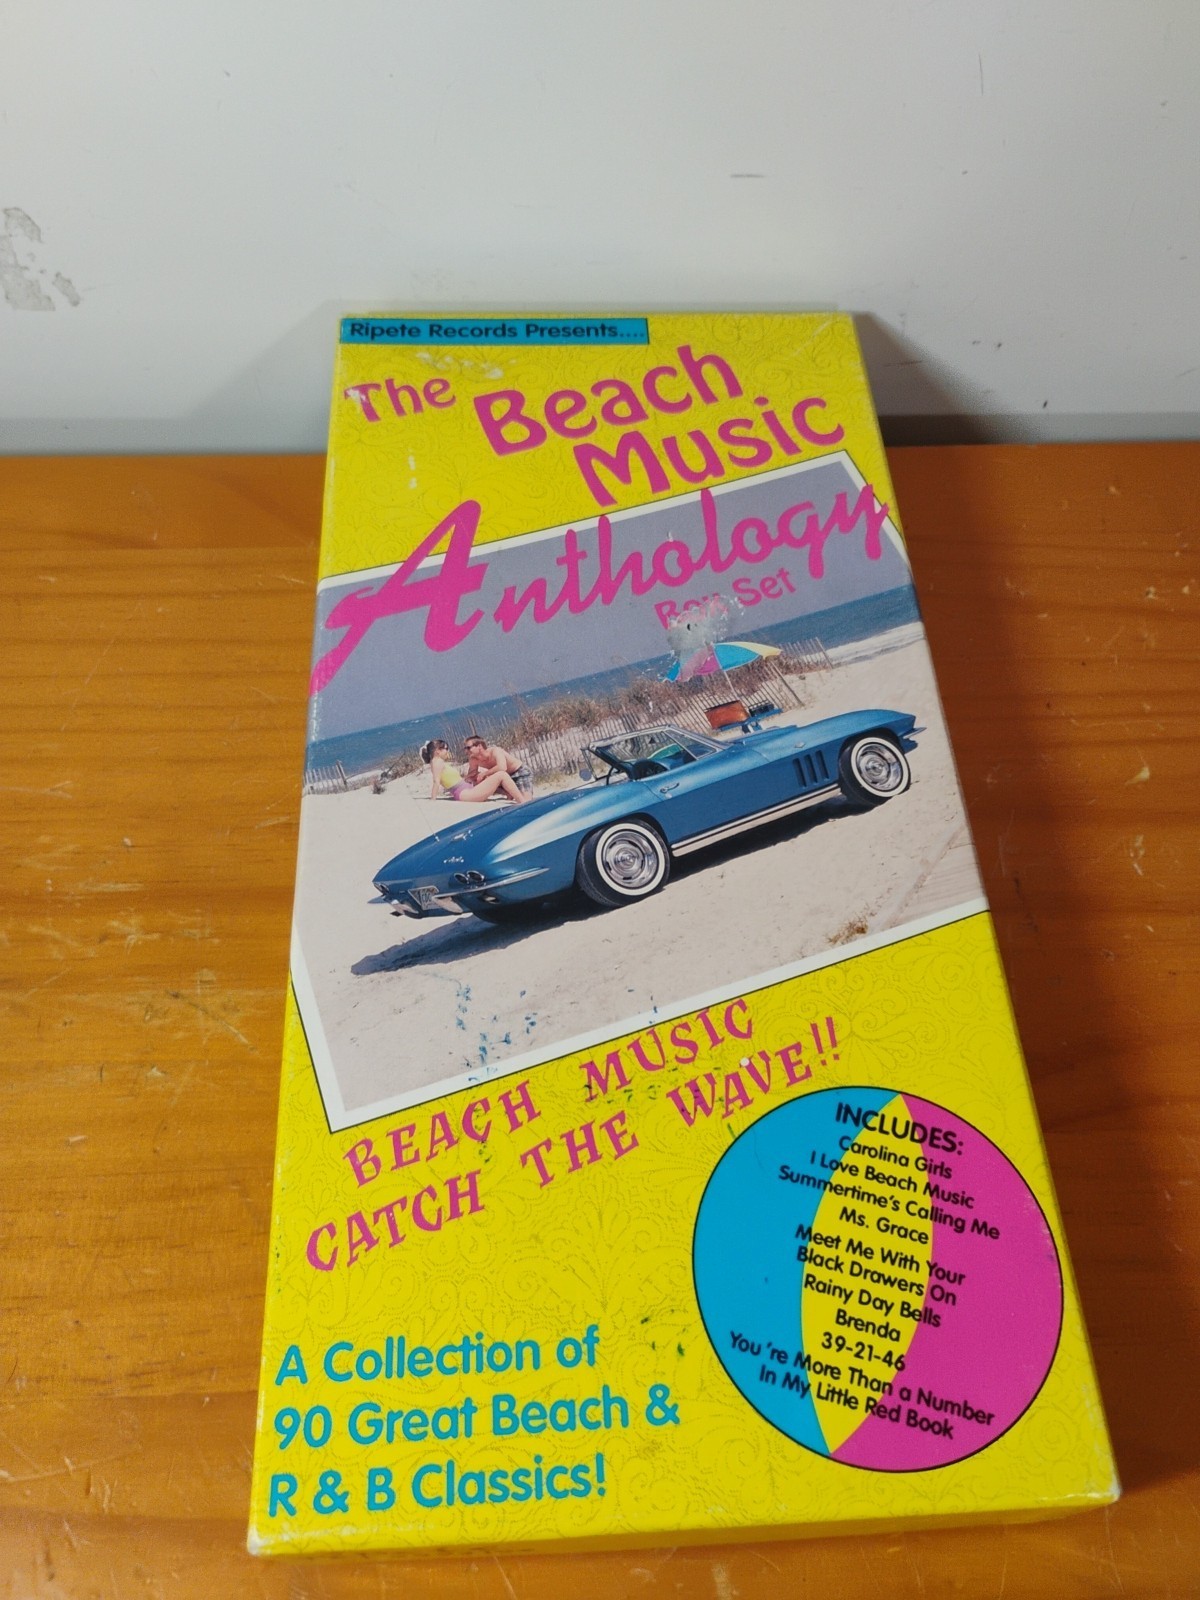 Ripete Records Presents....
The Beach
Music
Anthology
Box Set
BEACH MUSIC
CATCH THE WAVE!!
A Collection of
90 Great Beach &
R & B Classics!
INCLUDES:
Carolina Girls
I Love Beach Music
Summertime's Calling Me
Ms. Grace
Meet Me With Your
Black Drawers On
Rainy Day Bells
Brenda
39-21-46
You're More Than a Number
In My Little Red Book